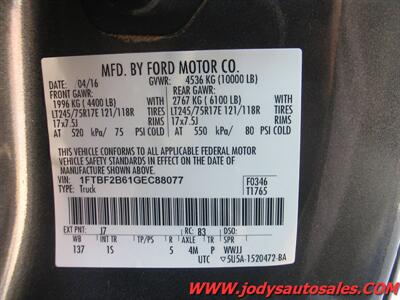 MFD. BY FORD MOTOR CO.
DATE: 04/16 GVWR: 4536 KG (10000 LB)
FRONT GAWR: REAR GAWR:
1996 KG (4400 LB) WITH 2767 KG (6100 LB) WITH
LT245/75R17E 121/118R TIRES LT245/75R17E 121/118R TIRES
17x7.5J RIMS 17x7.5J RIMS
AT 520 kPa/ 75 PSI COLD AT 550 kPa/ 80 PSI COLD
THIS VEHICLE CONFORMS TO ALL APPLICABLE FEDERAL MOTOR
VEHICLE SAFETY STANDARDS IN EFFECT ON THE DATE OF
MANUFACTURE SHOWN ABOVE.
VIN: 1FTBF2B61GEC88077 F0346
TYPE: Truck T1765
EXT PNT: J7 RC: 83 DSO:
WB INT TR TP/PS R AXLE TR SPR
137 1S 5 4M P WWJJ
UTC 5U5A-1520472-BA
www.jodysautosales.com